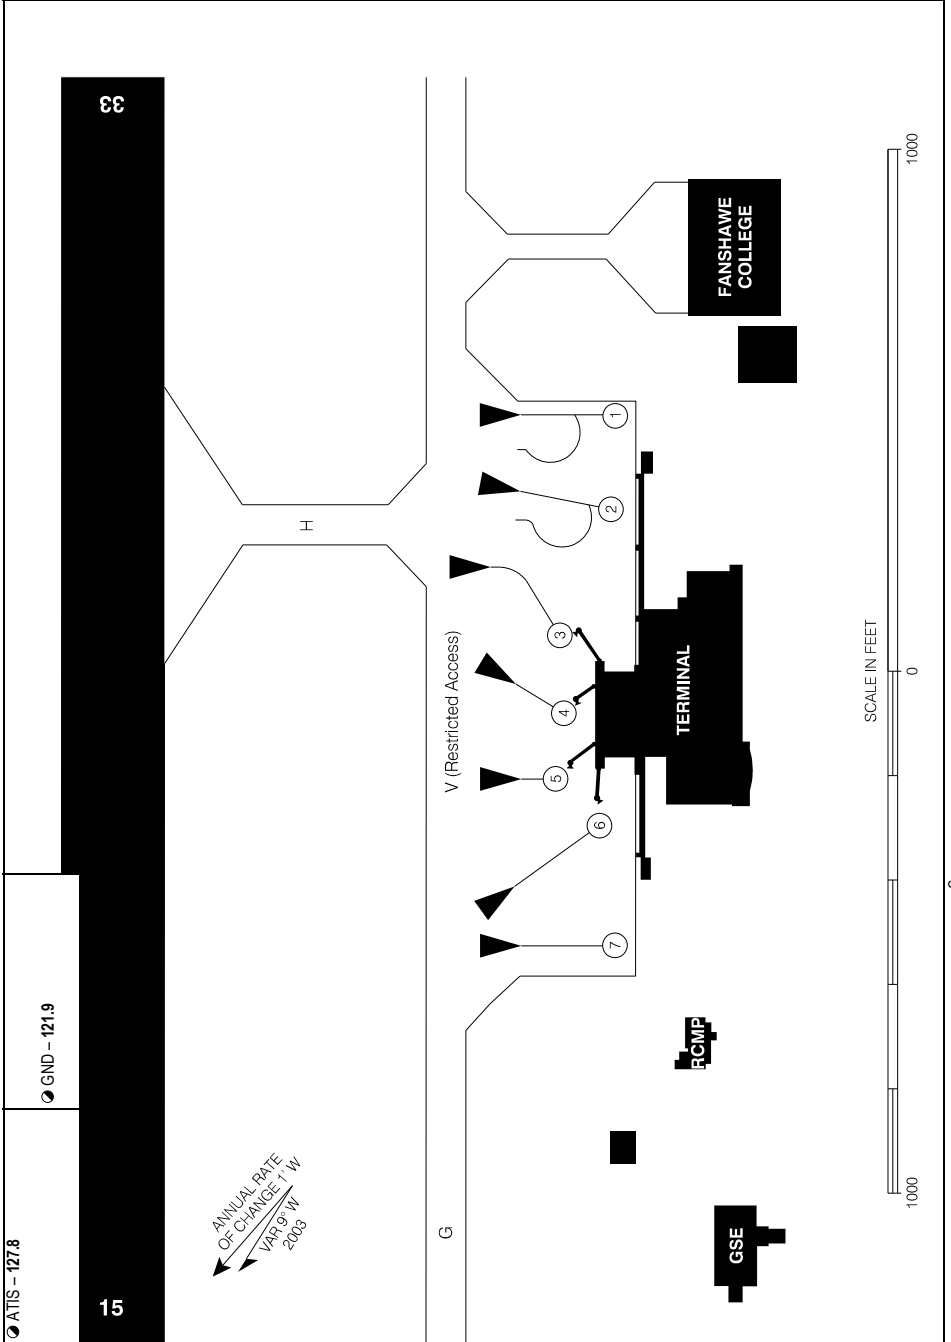 33
FANSHAWE
COLLEGE
1000
1
2
H
3
V (Restricted Access)
4
5
6
TERMINAL
SCALE IN FEET
0
7
GND – 121.9
RCMP
ANNUAL RATE
OF CHANGE 1' W
VAR 9° W
2003
G
GSE
1000
ATIS – 127.8
15